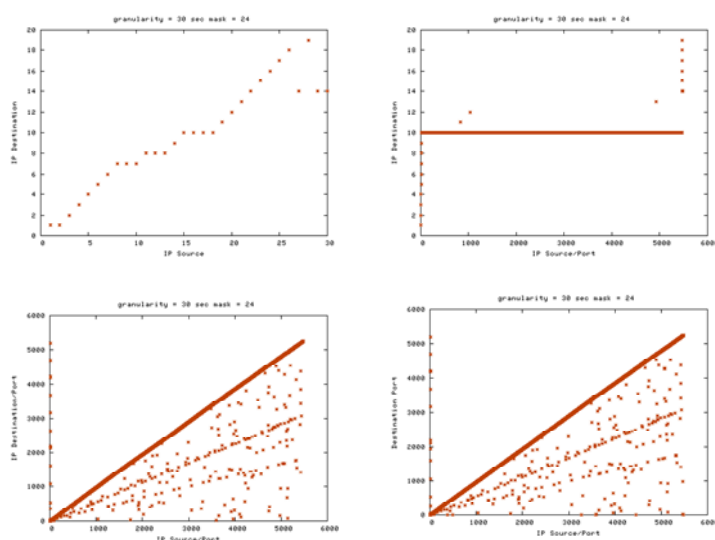 granularity = 30 sec mask = 24
20
18
16
14
12
10
8
6
4
2
0
IP Destination
0 5 10 15 20 25 30
IP Source
granularity = 30 sec mask = 24
20
18
16
14
12
10
8
6
4
2
0
IP Destination
0 1000 2000 3000 4000 5000 6000
IP Source/Port
granularity = 30 sec mask = 24
6000
5000
4000
3000
2000
1000
0
IP Destination/Port
0 1000 2000 3000 4000 5000 6000
IP Source/Port
granularity = 30 sec mask = 24
6000
5000
4000
3000
2000
1000
0
Destination Port
0 1000 2000 3000 4000 5000 6000
IP Source/Port